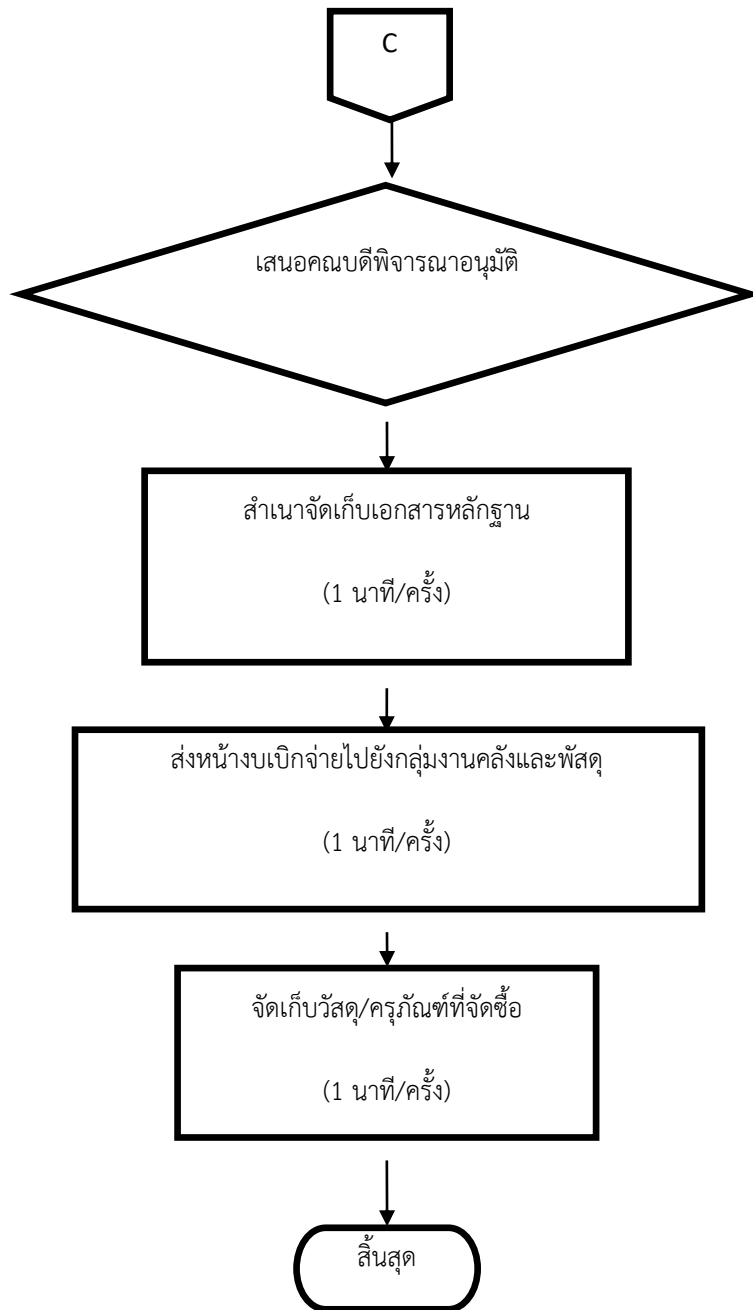 C
เสนอคณบดีพิจารณาอนุมัติ
สำเนาจัดเก็บเอกสารหลักฐาน
(1 นาที/ครั้ง)
ส่งหน้างบเบิกจ่ายไปยังกลุ่มงานคลังและพัสดุ
(1 นาที/ครั้ง)
จัดเก็บวัสดุ/ครุภัณฑ์ที่จัดซื้อ
(1 นาที/ครั้ง)
สิ้นสุด